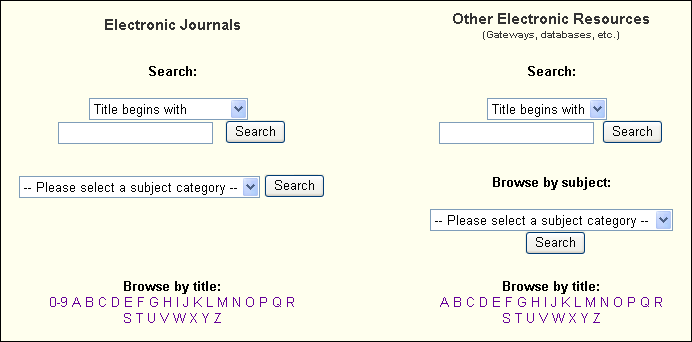 Electronic Journals
Search:
Title begins with
Search
-- Please select a subject category --
Search
Browse by title:
0-9 A B C D E F G H I J K L M N O P Q R
S T U V W X Y Z
Other Electronic Resources
(Gateways, databases, etc.)
Search:
Title begins with
Search
Browse by subject:
-- Please select a subject category --
Search
Browse by title:
A B C D E F G H I J K L M N O P Q R
S T U V W X Y Z